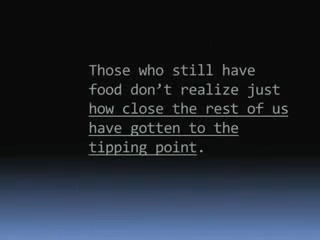 Those who still have
food don’t realize just
how close the rest of us
have gotten to the
tipping point.